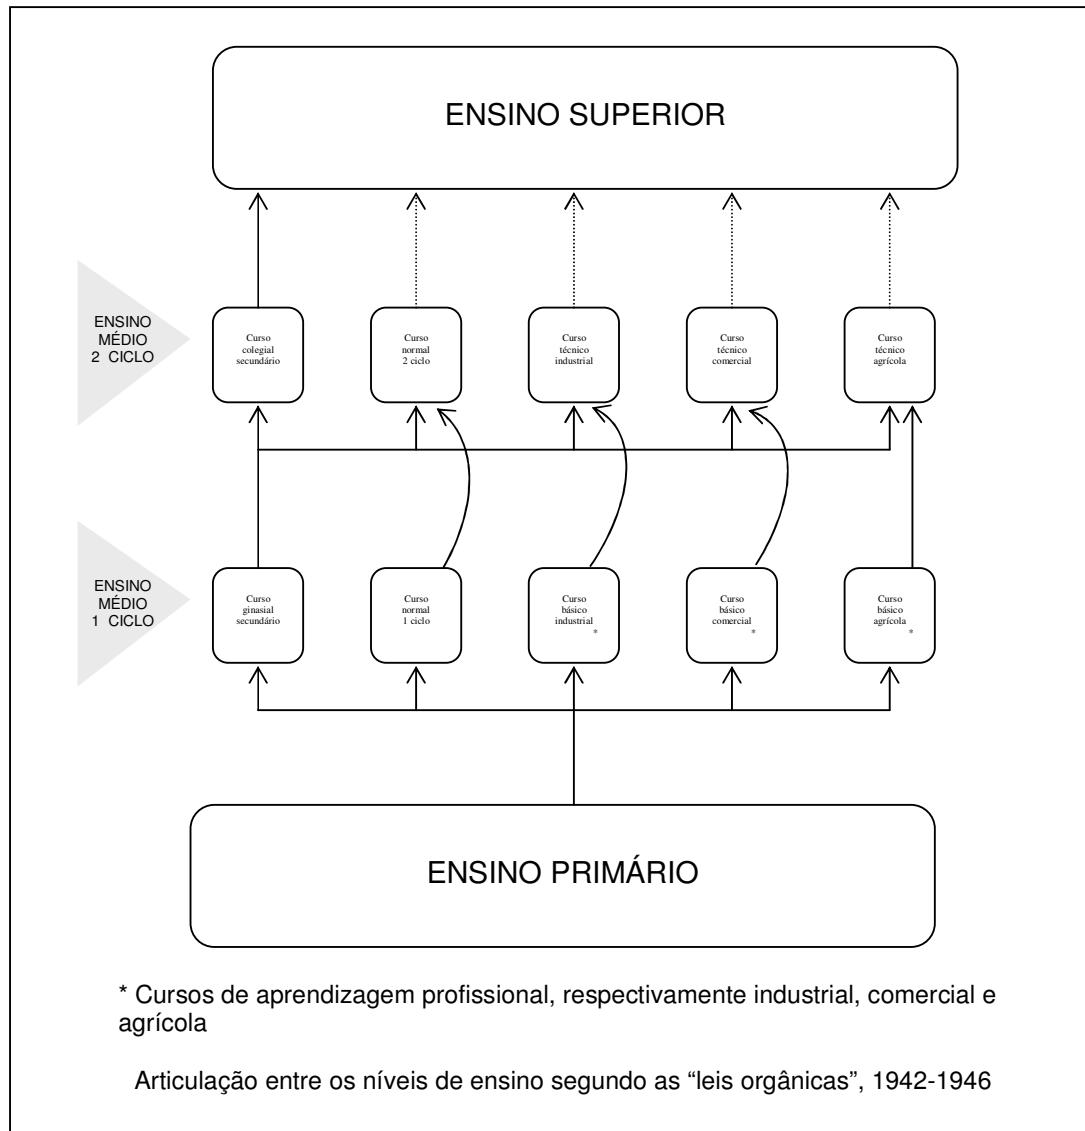 ENSINO SUPERIOR
ENSINO
MÉDIO
2 CICLO
Curso
colegial
secundário
Curso
normal
2 ciclo
Curso
técnico
industrial
Curso
técnico
comercial
Curso
técnico
agrícola
ENSINO
MÉDIO
1 CICLO
Curso
ginasial
secundário
Curso
normal
1 ciclo
Curso
básico
industrial
*
Curso
básico
comercial
*
Curso
básico
agrícola
*
ENSINO PRIMÁRIO
* Cursos de aprendizagem profissional, respectivamente industrial, comercial e
agrícola
Articulação entre os níveis de ensino segundo as “leis orgânicas”, 1942-1946